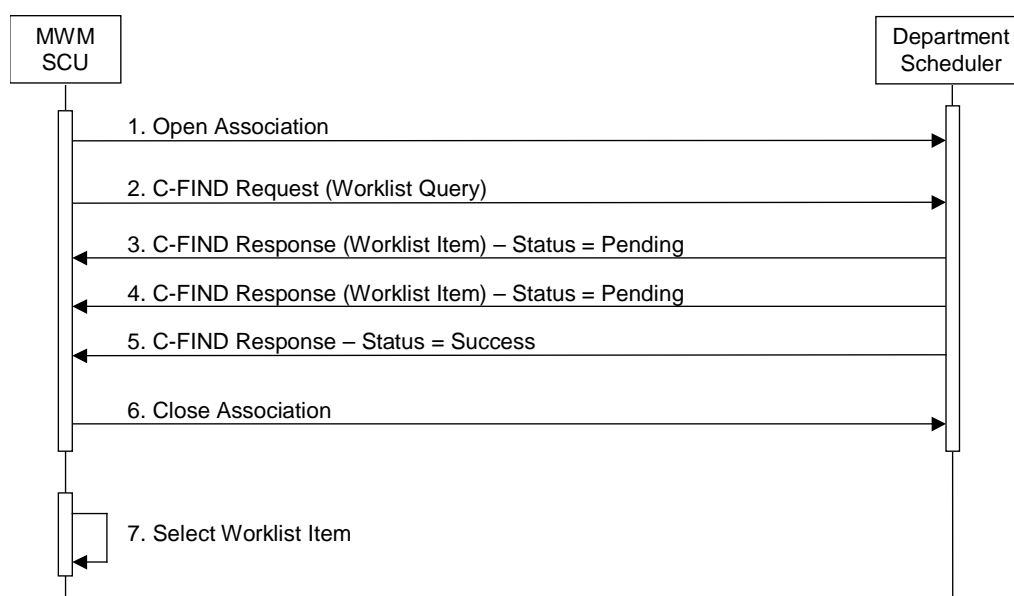 MWM
SCU
Department
Scheduler
1. Open Association
2. C-FIND Request (Worklist Query)
3. C-FIND Response (Worklist Item) – Status = Pending
4. C-FIND Response (Worklist Item) – Status = Pending
5. C-FIND Response – Status = Success
6. Close Association
7. Select Worklist Item